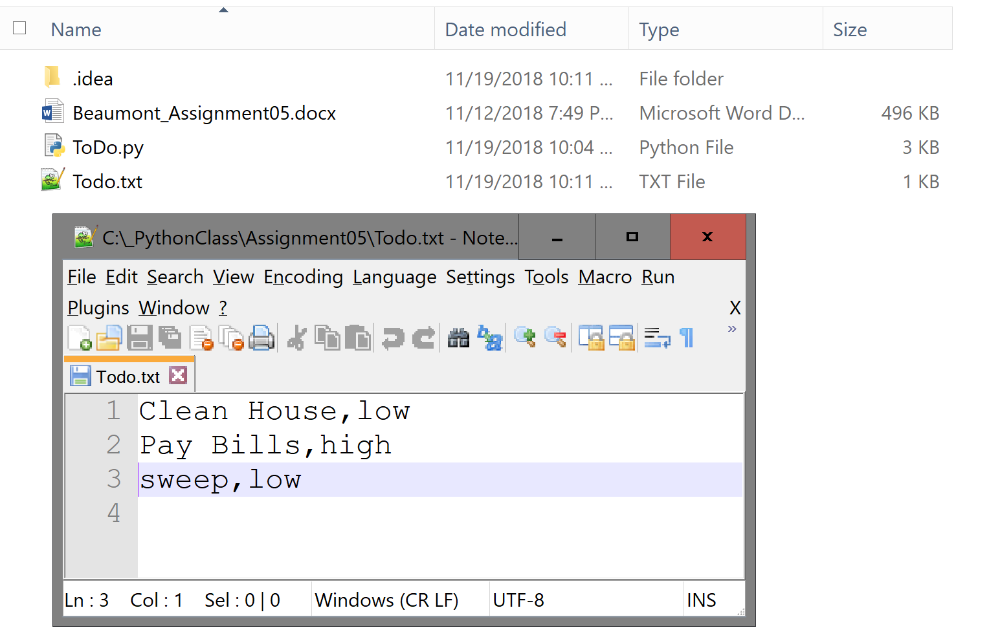 Name Date modified Type Size
.idea 11/19/2018 10:11 ... File folder
Beaumont_Assignment05.docx 11/12/2018 7:49 P... Microsoft Word D... 496 KB
ToDo.py 11/19/2018 10:04 ... Python File 3 KB
Todo.txt 11/19/2018 10:11 ... TXT File 1 KB
C:\_PythonClass\Assignment05\Todo.txt - Note...
File Edit Search View Encoding Language Settings Tools Macro Run
Plugins Window ? X
Todo.txt
1 Clean House,low
2 Pay Bills,high
3 sweep,low
4
Ln : 3 Col : 1 Sel : 0 | 0 Windows (CR LF) UTF-8 INS